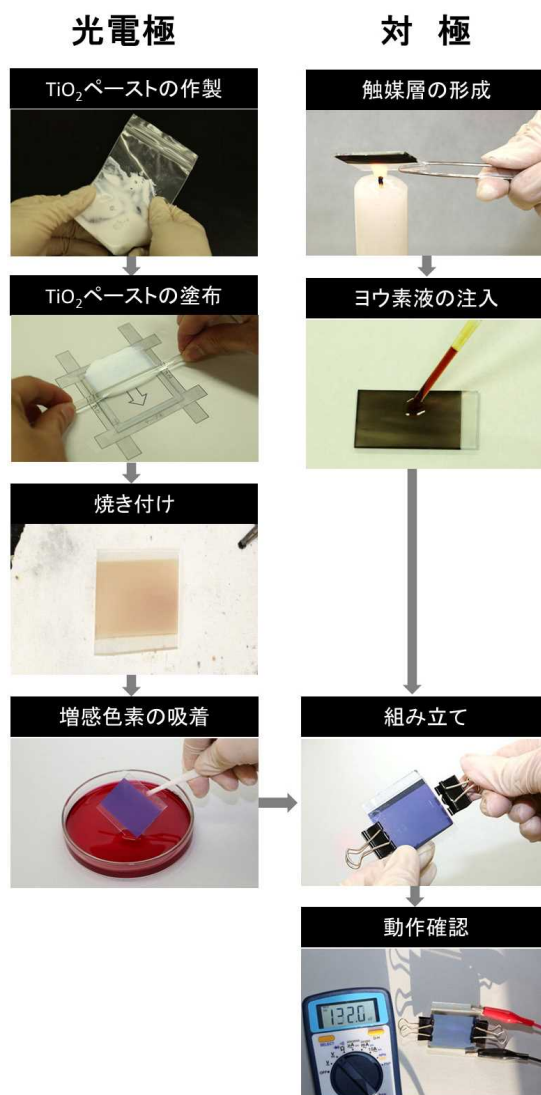 光電極
対 極
TiO₂ペーストの作製
触媒層の形成
TiO₂ペーストの塗布
ヨウ素液の注入
焼き付け
増感色素の吸着
組み立て
動作確認
132.0
SELECT
OFF